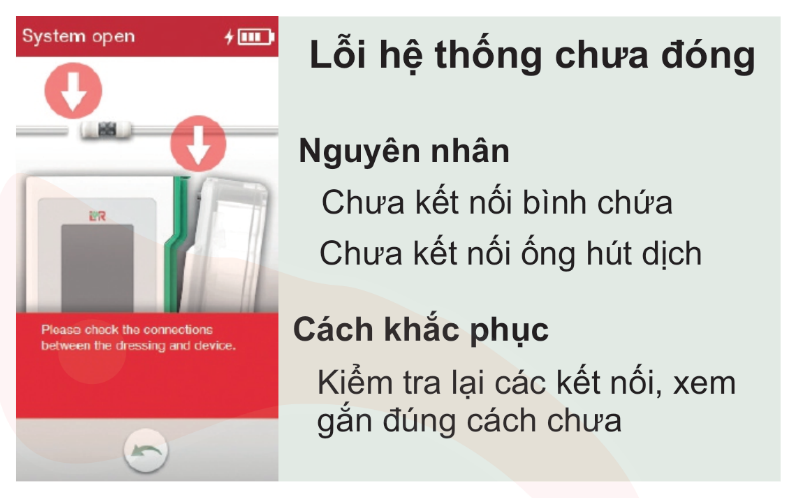 System open
Please check the connections
between the dressing and device.
L&R
Lỗi hệ thống chưa đóng
Nguyên nhân
Chưa kết nối bình chứa
Chưa kết nối ống hút dịch
Cách khắc phục
Kiểm tra lại các kết nối, xem
gắn đúng cách chưa